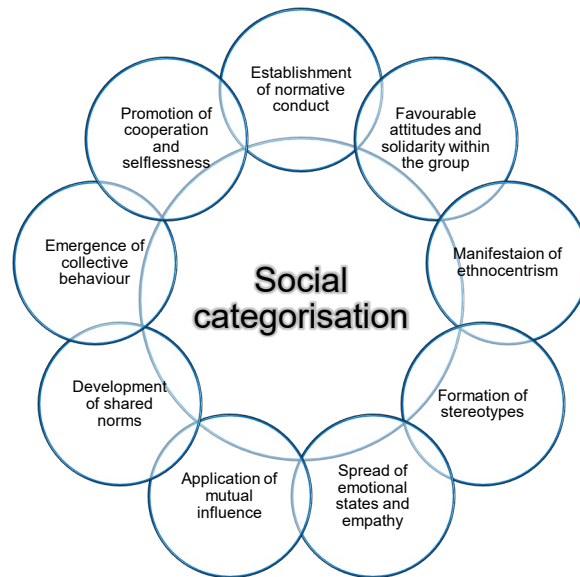 Establishment
of normative
conduct
Favourable
attitudes and
solidarity within
the group
Manifestaion of
ethnocentrism
Formation of
stereotypes
Spread of
emotional
states and
empathy
Application of
mutual
influence
Development
of shared
norms
Emergence of
collective
behaviour
Promotion of
cooperation
and
selflessness
Social
categorisation